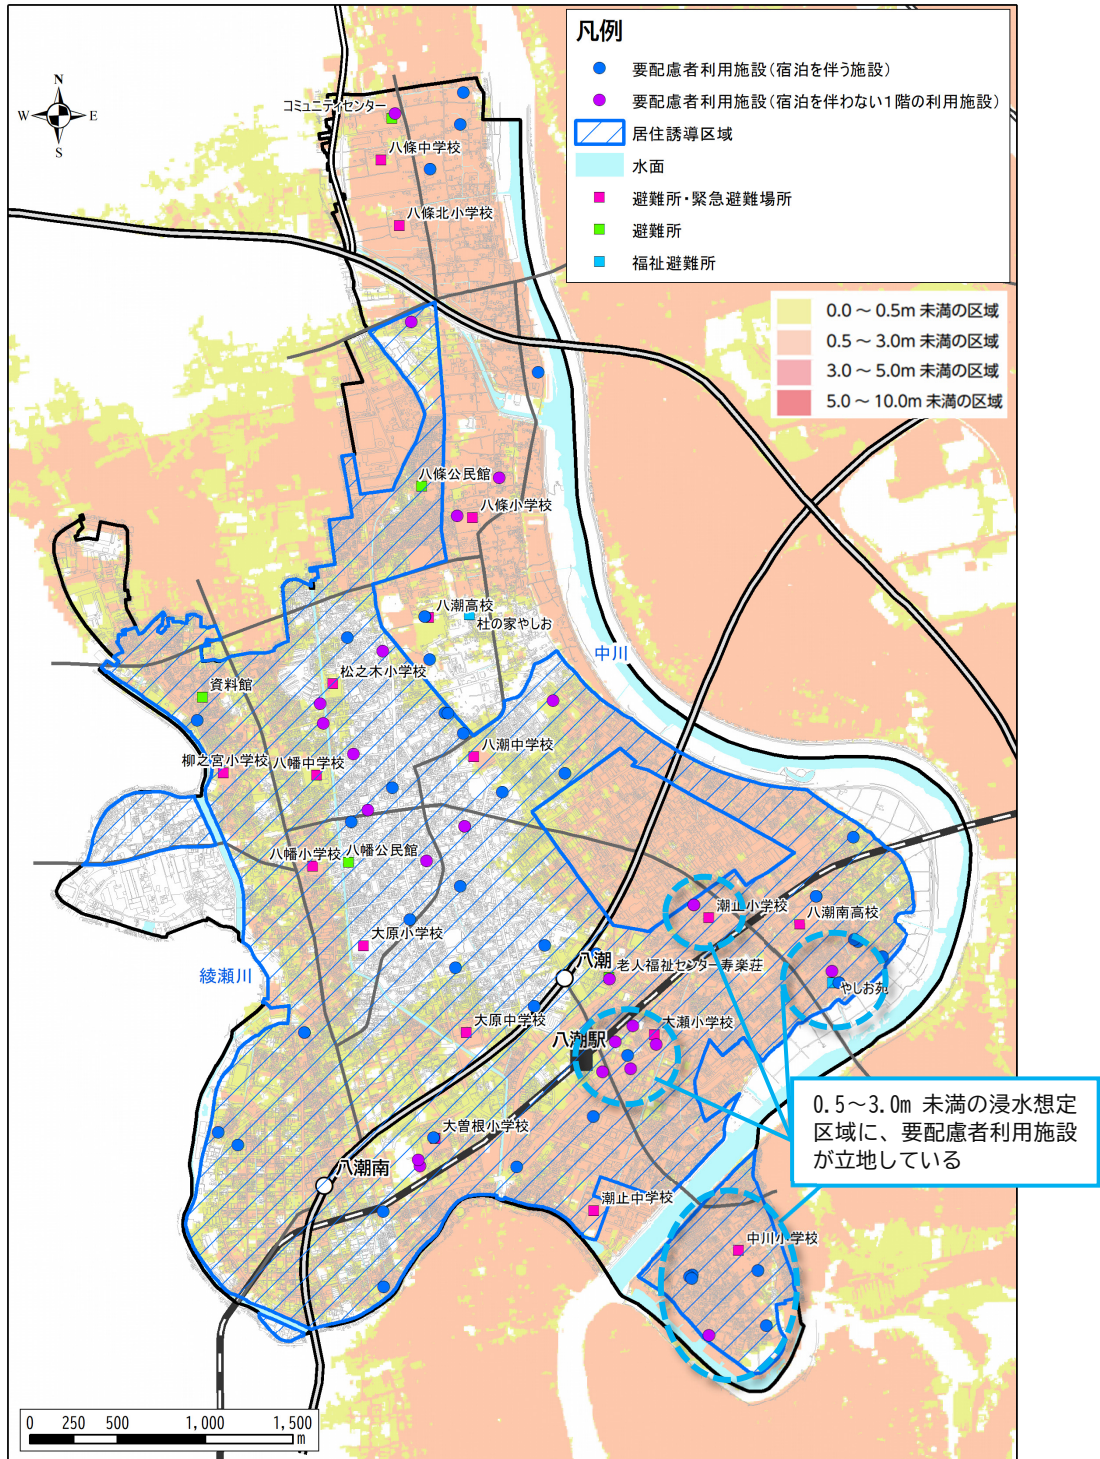 凡例
要配慮者利用施設(宿泊を伴う施設)
要配慮者利用施設(宿泊を伴わない1階の利用施設)
居住誘導区域
水面
避難所・緊急避難場所
避難所
福祉避難所
0.0 ～ 0.5m 未満の区域
0.5 ～ 3.0m 未満の区域
3.0 ～ 5.0m 未満の区域
5.0 ～ 10.0m 未満の区域
N
W
E
S
コミュニティセンター
八條中学校
八條北小学校
八條公民館
八條小学校
八潮高校
杜の家やしお
中川
松之木小学校
資料館
柳之宮小学校
八幡中学校
八潮中学校
八幡小学校
八幡公民館
潮止小学校
八潮南高校
大原小学校
八潮
老人福祉センター寿楽荘
綾瀬川
やしお苑
大原中学校
大瀬小学校
八潮駅
0.5～3.0m 未満の浸水想定
区域に、要配慮者利用施設
が立地している
大曽根小学校
八潮南
潮止中学校
中川小学校
0 250 500 1,000 1,500
m